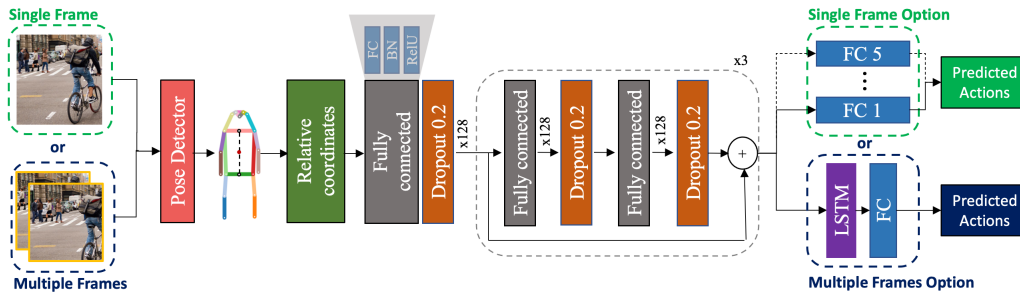 Single Frame
or
Multiple Frames
Pose Detector
Relative
coordinates
FC
BN
RelU
Fully
connected
Dropout 0.2
x128
Fully connected
x128
Dropout 0.2
Fully connected
x128
Dropout 0.2
x3
+
Single Frame Option
FC 5
FC 1
Predicted
Actions
or
LSTM
FC
Predicted
Actions
Multiple Frames Option